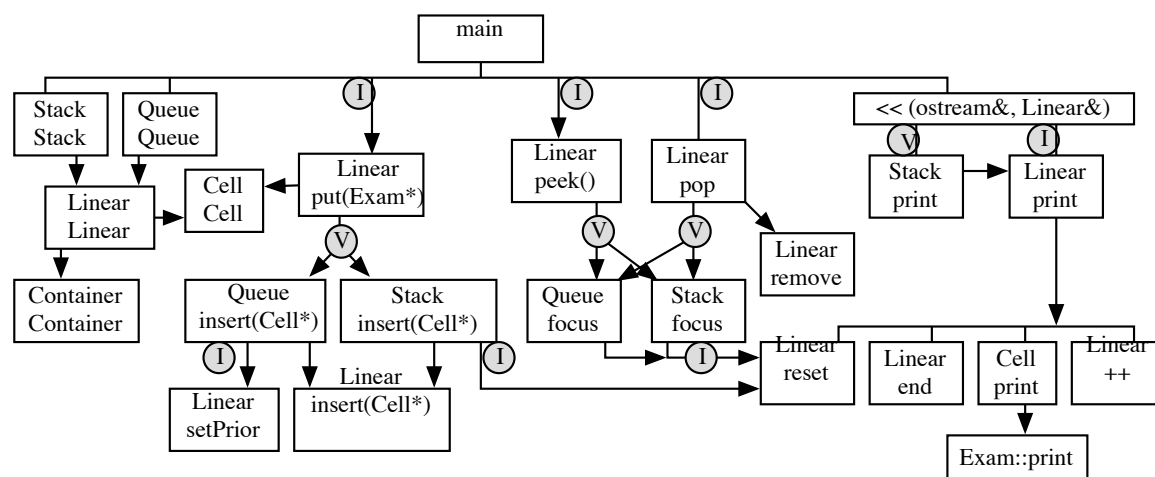 main
I
I
I
Stack
Stack
Queue
Queue
<< (ostream&, Linear&)
V
I
Linear
put(Exam*)
Linear
peek()
Linear
pop
Stack
print
Linear
print
Cell
Cell
Linear
Linear
V
V
V
Linear
remove
Container
Container
Queue
insert(Cell*)
Stack
insert(Cell*)
Queue
focus
Stack
focus
I
I
I
Linear
reset
Linear
end
Cell
print
Linear
++
Linear
setPrior
Linear
insert(Cell*)
Exam::print